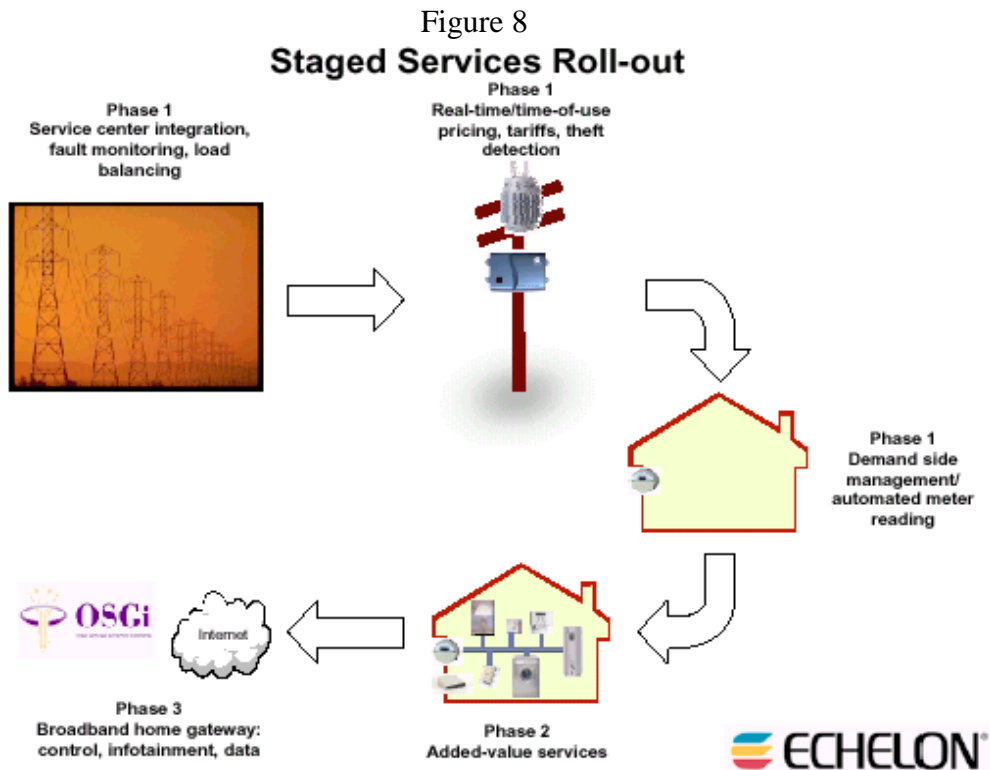 Figure 8
Staged Services Roll-out
Phase 1
Service center integration,
fault monitoring, load
balancing
Phase 1
Real-time/time-of-use
pricing, tariffs, theft
detection
Phase 1
Demand side
management/
automated meter
reading
OSGi
Internet
Phase 3
Broadband home gateway:
control, infotainment, data
Phase 2
Added-value services
ECHELON®